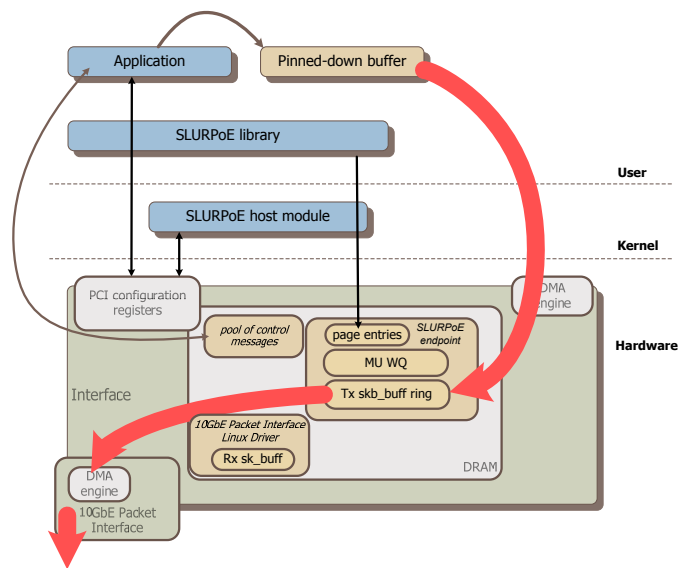 Application
Pinned-down buffer
SLURPoE library
User
SLURPoE host module
Kernel
PCI configuration
registers
DMA
engine
pool of control
messages
page entries
SLURPoE
endpoint
MU WQ
Hardware
Tx skb_buff ring
Interface
10GbE Packet Interface
Linux Driver
Rx sk_buff
DRAM
DMA
engine
10GbE Packet
Interface